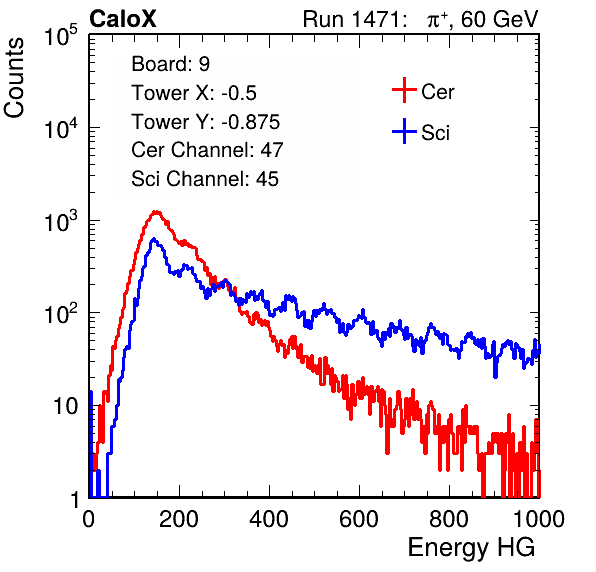 CaloX Run 1471: π⁺, 60 GeV
Counts
10⁵
10⁴
10³
10²
10
1
Board: 9
Tower X: -0.5
Tower Y: -0.875
Cer Channel: 47
Sci Channel: 45
Cer
Sci
0 200 400 600 800 1000
Energy HG